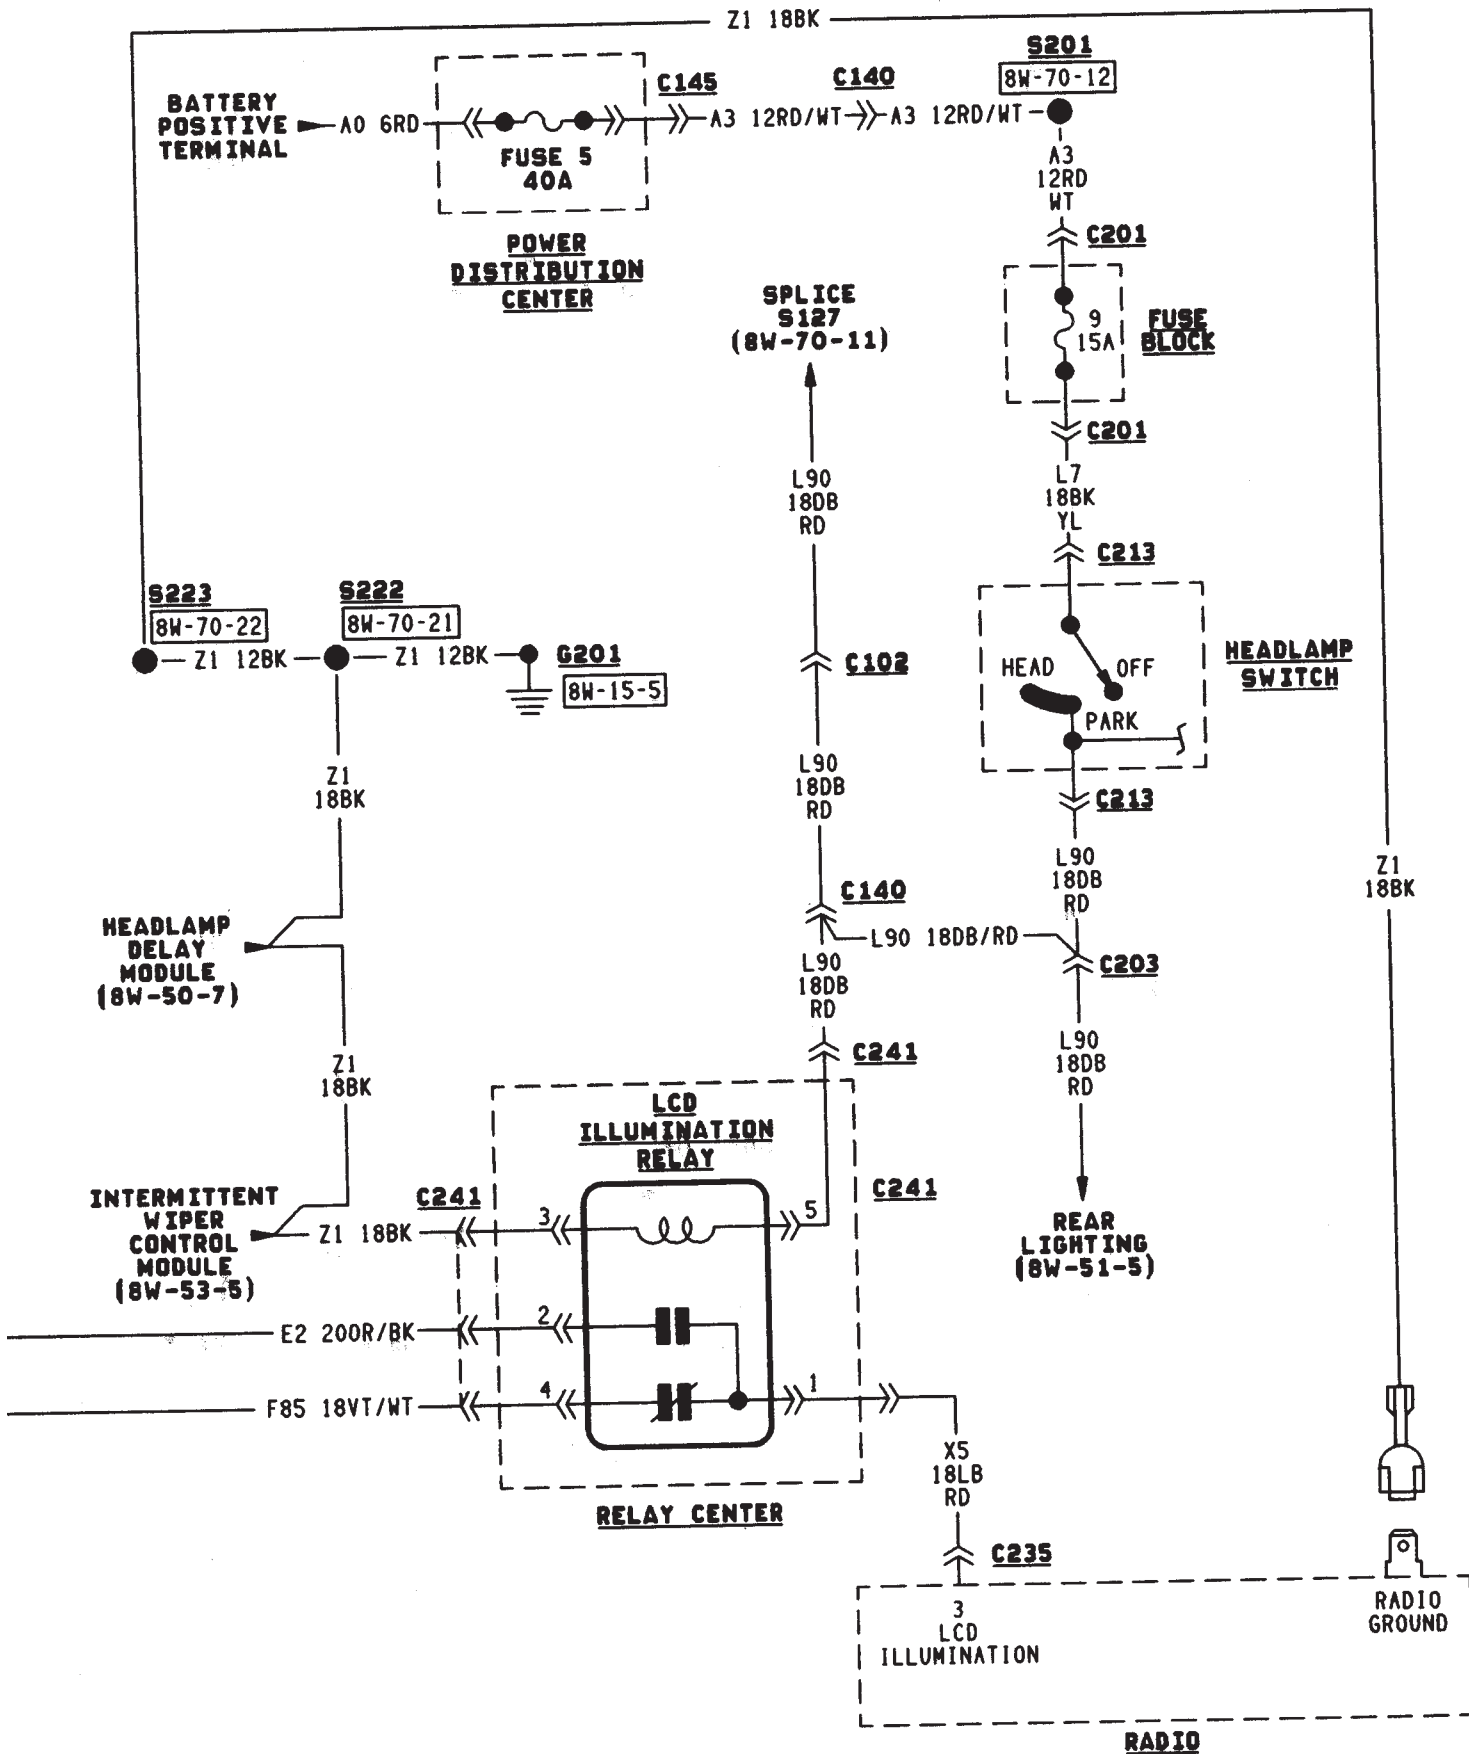 Z1 18BK
S201
8W-70-12
C145
C140
BATTERY
POSITIVE
TERMINAL
A0 6RD
A3 12RD/WT
A3 12RD/WT
FUSE 5
40A
A3
12RD
WT
POWER
DISTRIBUTION
CENTER
C201
SPLICE
S127
(8W-70-11)
9
15A
FUSE
BLOCK
C201
L90
18DB
RD
L7
18BK
YL
C213
S223
8W-70-22
S222
8W-70-21
Z1 12BK
Z1 12BK
G201
8W-15-5
C102
HEAD
OFF
PARK
HEADLAMP
SWITCH
Z1
18BK
L90
18DB
RD
C213
L90
18DB
RD
Z1
18BK
C140
HEADLAMP
DELAY
MODULE
(8W-50-7)
L90 18DB/RD
C203
L90
18DB
RD
L90
18DB
RD
C241
Z1
18BK
LCD
ILLUMINATION
RELAY
INTERMITTENT
WIPER
CONTROL
MODULE
(8W-53-5)
C241
C241
Z1 18BK
3
5
REAR
LIGHTING
(8W-51-5)
E2 20OR/BK
2
F85 18VT/WT
4
1
X5
18LB
RD
RELAY CENTER
C235
3
LCD
ILLUMINATION
RADIO
GROUND
RADIO